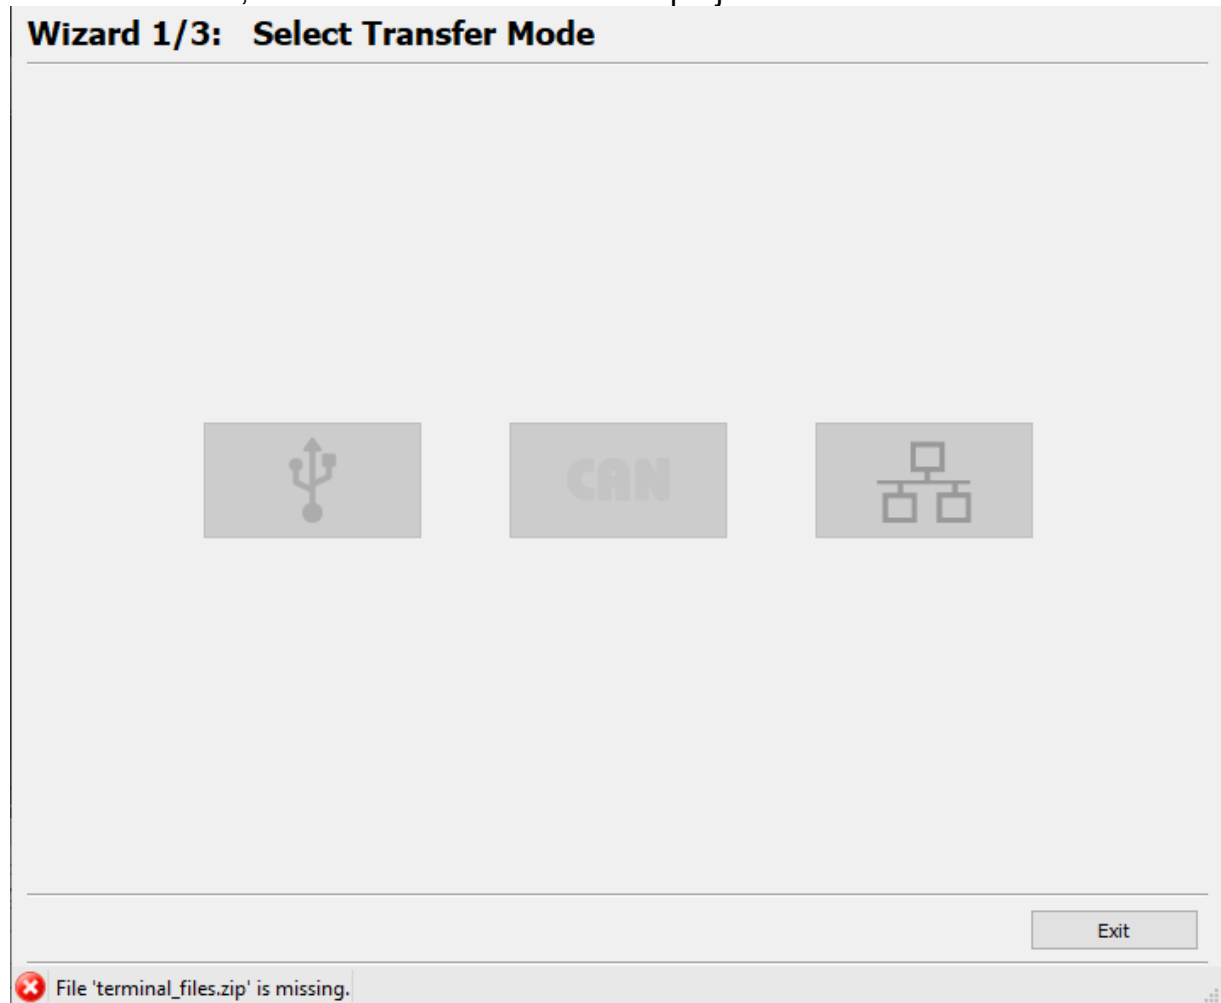 Wizard 1/3: Select Transfer Mode
CAN
Exit
File 'terminal_files.zip' is missing.